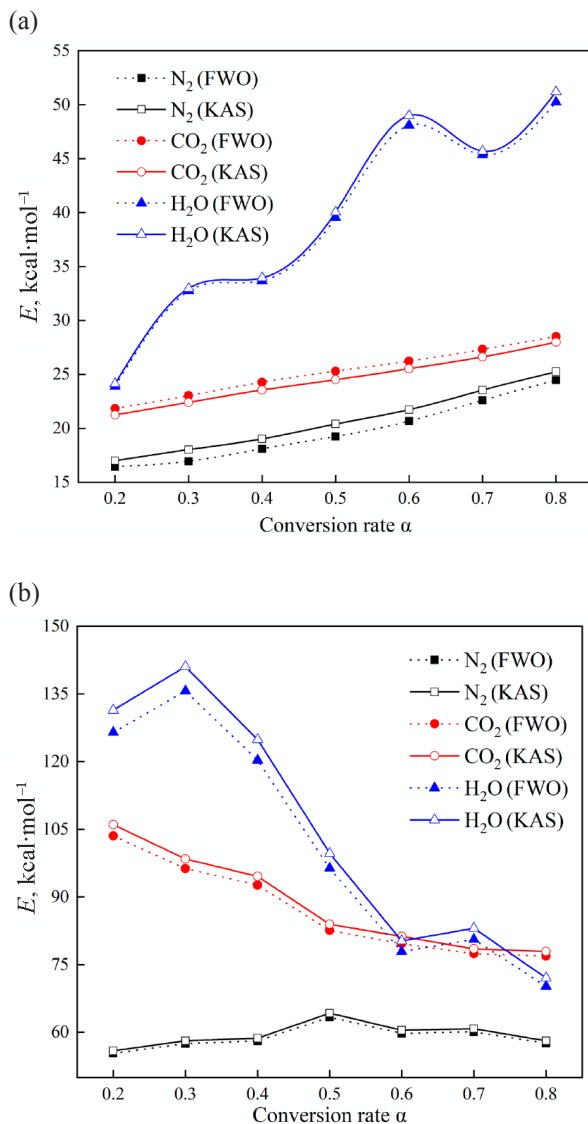 (a)
55
50
45
40
35
30
25
20
15
E, kcal·mol⁻¹
N₂ (FWO)
N₂ (KAS)
CO₂ (FWO)
CO₂ (KAS)
H₂O (FWO)
H₂O (KAS)
0.2 0.3 0.4 0.5 0.6 0.7 0.8
Conversion rate α
(b)
150
135
120
105
90
75
60
E, kcal·mol⁻¹
N₂ (FWO)
N₂ (KAS)
CO₂ (FWO)
CO₂ (KAS)
H₂O (FWO)
H₂O (KAS)
0.2 0.3 0.4 0.5 0.6 0.7 0.8
Conversion rate α